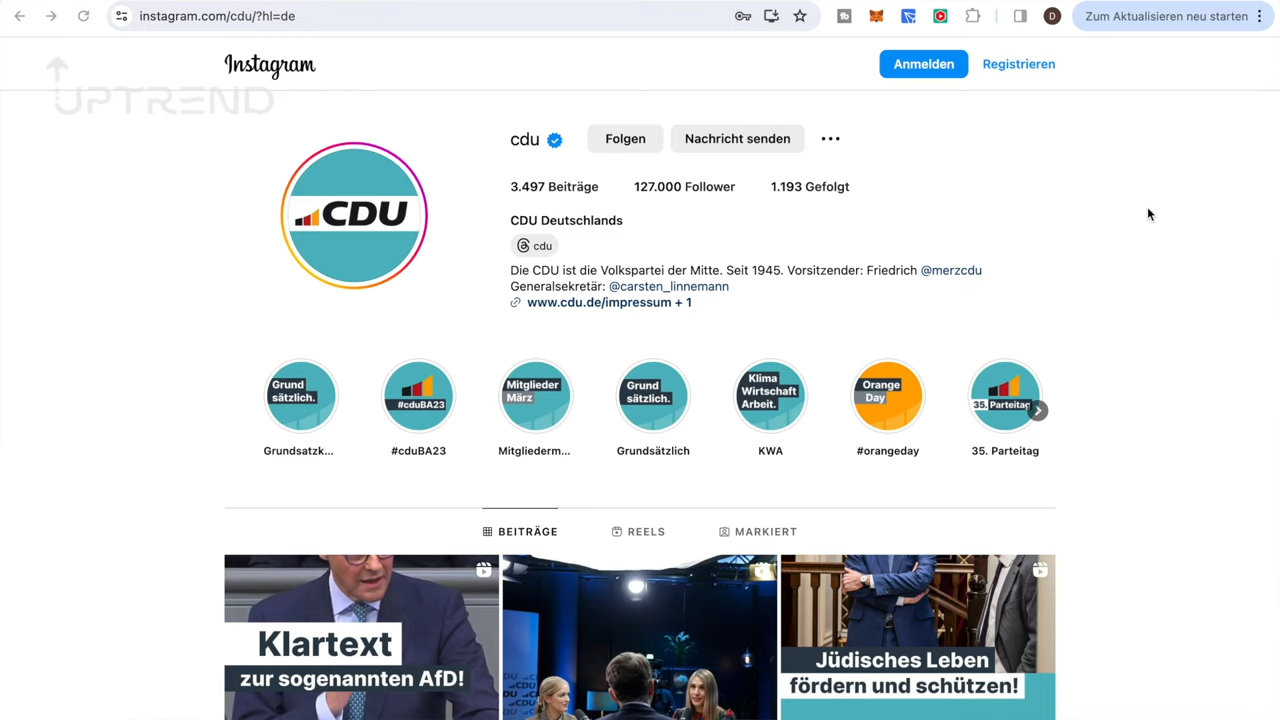 instagram.com/cdu/?hl=de
Zum Aktualisieren neu starten
D
Instagram
Anmelden
Registrieren
UPTREND
cdu
Folgen
Nachricht senden
3.497 Beiträge
127.000 Follower
1.193 Gefolgt
CDU
CDU Deutschlands
cdu
Die CDU ist die Volkspartei der Mitte. Seit 1945. Vorsitzender: Friedrich @merzcdu
Generalsekretär: @carsten_linnemann
www.cdu.de/impressum + 1
Grund
sätzlich.
#cduBA23
Mitglieder
März
Grund
sätzlich.
Klima
Wirtschaft
Arbeit.
Orange
Day
35. Parteitag
Grundsatzk...
#cduBA23
Mitgliederm...
Grundsätzlich
KWA
#orangeday
35. Parteitag
BEITRÄGE
REELS
MARKIERT
Klartext
zur sogenannten AfD!
CDU
Jüdisches Leben
fördern und schützen!